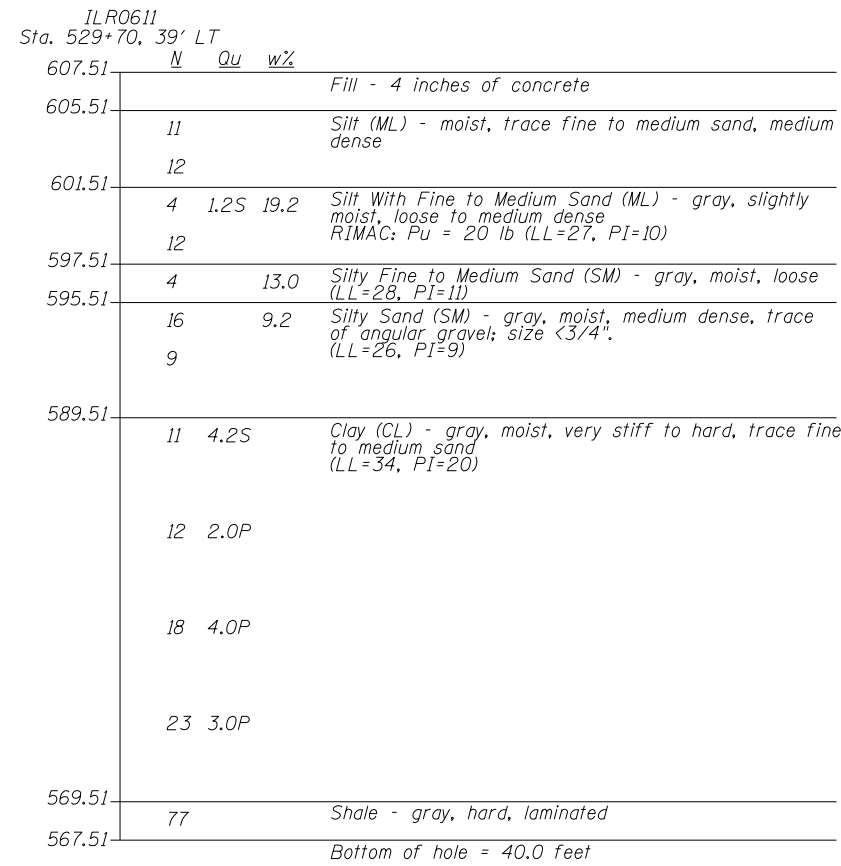 ILR0611
Sta. 529+70, 39' LT
N Qu w%
607.51
Fill - 4 inches of concrete
605.51
11 Silt (ML) - moist, trace fine to medium sand, medium
dense
12
601.51
4 1.2S 19.2 Silt With Fine to Medium Sand (ML) - gray, slightly
moist, loose to medium dense
RIMAC: Pu = 20 lb (LL=27, PI=10)
12
597.51
4 13.0 Silty Fine to Medium Sand (SM) - gray, moist, loose
(LL=28, PI=11)
595.51
16 9.2 Silty Sand (SM) - gray, moist, medium dense, trace
of angular gravel; size <3/4".
(LL=26, PI=9)
9
589.51
11 4.2S Clay (CL) - gray, moist, very stiff to hard, trace fine
to medium sand
(LL=34, PI=20)
12 2.0P
18 4.0P
23 3.0P
569.51
77 Shale - gray, hard, laminated
567.51
Bottom of hole = 40.0 feet